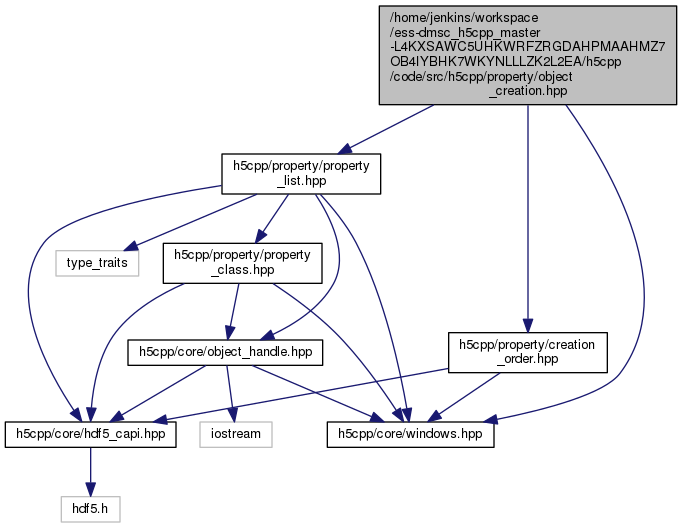 /home/jenkins/workspace
/ess-dmsc_h5cpp_master
-L4KXSAWC5UHKWRFZRGDAHPMAAHMZ7
OB4IYBHK7WKYNLLLZK2L2EA/h5cpp
/code/src/h5cpp/property/object
_creation.hpp
h5cpp/property/property
_list.hpp
type_traits
h5cpp/property/property
_class.hpp
h5cpp/core/object_handle.hpp
h5cpp/property/creation
_order.hpp
h5cpp/core/hdf5_capi.hpp
iostream
h5cpp/core/windows.hpp
hdf5.h